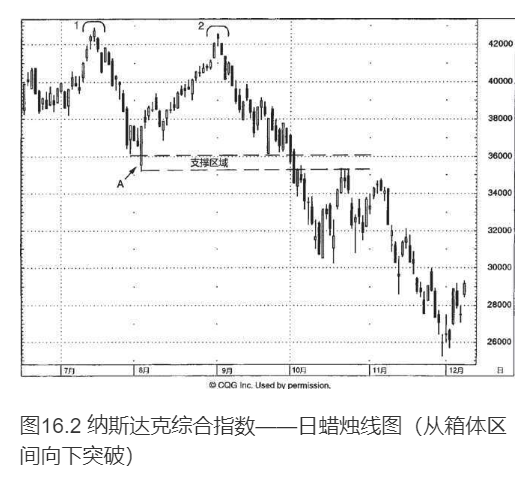 1
2
42000
40000
38000
支撑区域
36000
A
34000
32000
30000
28000
26000
7月 8月 9月 10月 11月 12月 日
© CQG Inc. Used by permission.
图16.2 纳斯达克综合指数——日蜡烛线图（从箱体区
间向下突破）